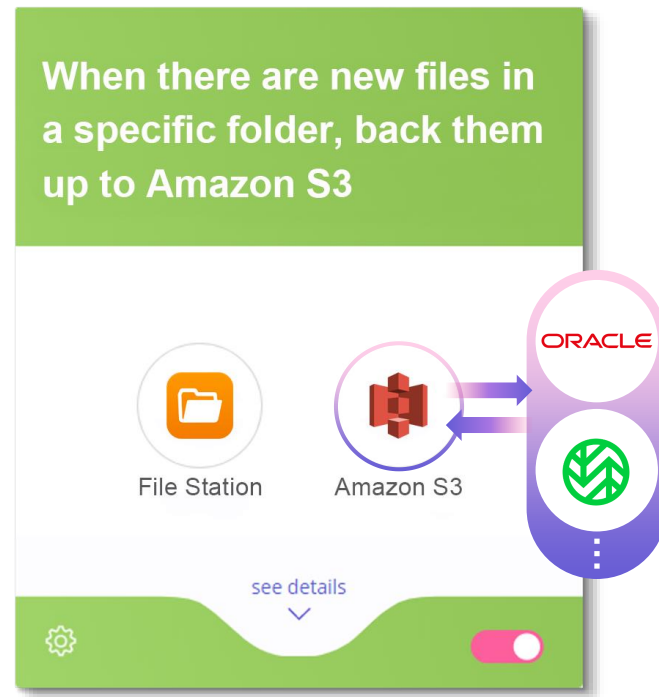 When there are new files in
a specific folder, back them
up to Amazon S3
ORACLE
File Station
Amazon S3
see details